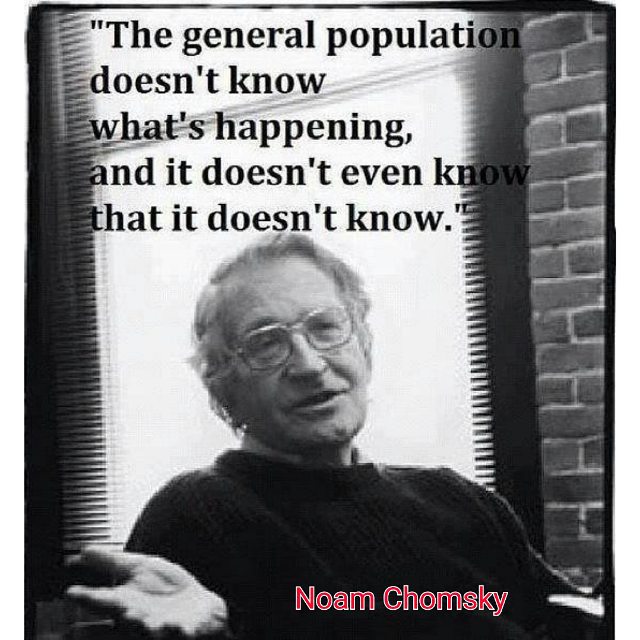 "The general population
doesn't know
what's happening,
and it doesn't even know
that it doesn't know."
Noam Chomsky